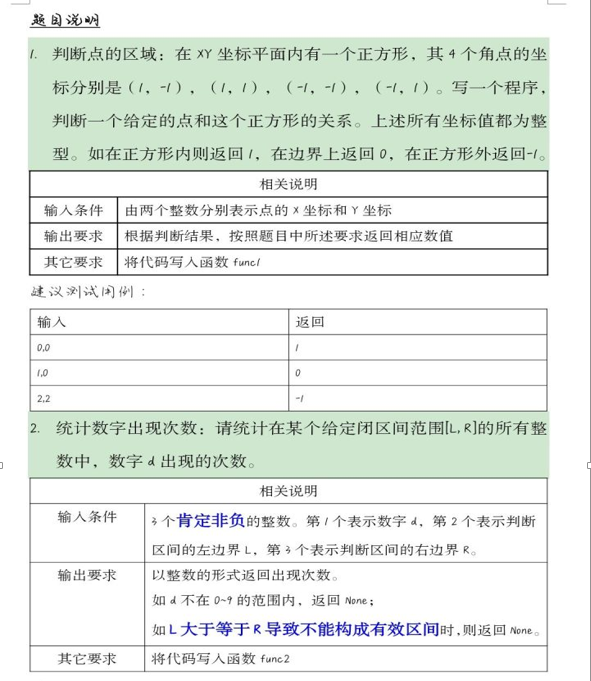 题目说明
1. 判断点的区域：在 XY 坐标平面内有一个正方形，其 4 个角点的坐
标分别是（1，-1），（1，1），（-1，-1），（-1，1）。写一个程序，
判断一个给定的点和这个正方形的关系。上述所有坐标值都为整
型。如在正方形内则返回 1，在边界上返回 0，在正方形外返回-1。
相关说明
输入条件 由两个整数分别表示点的 X 坐标和 Y 坐标
输出要求 根据判断结果，按照题目中所述要求返回相应数值
其它要求 将代码写入函数 func1
建议测试用例：
输入 返回
0,0 1
1,0 0
2,2 -1
2. 统计数字出现次数：请统计在某个给定闭区间范围[L,R]的所有整
数中，数字 d 出现的次数。
相关说明
输入条件 3 个肯定非负的整数。第 1 个表示数字 d，第 2 个表示判断
区间的左边界 L，第 3 个表示判断区间的右边界 R。
输出要求 以整数的形式返回出现次数。
如 d 不在 0~9 的范围内，返回 None；
如 L 大于等于 R 导致不能构成有效区间时,则返回 None。
其它要求 将代码写入函数 func2